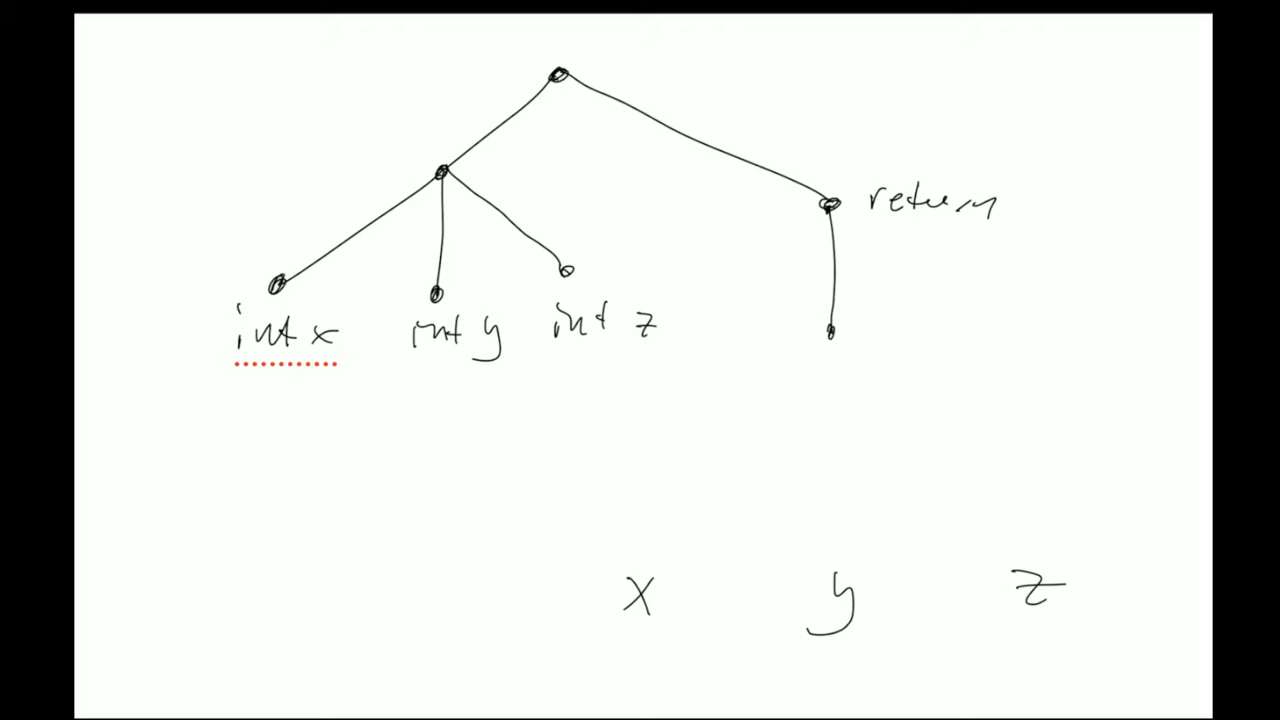 return
int x int y int z
x y z